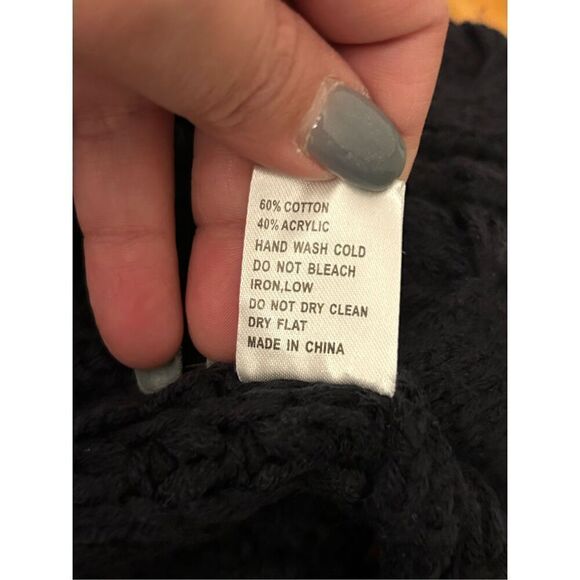 60% COTTON
40% ACRYLIC
HAND WASH COLD
DO NOT BLEACH
IRON,LOW
DO NOT DRY CLEAN
DRY FLAT
MADE IN CHINA